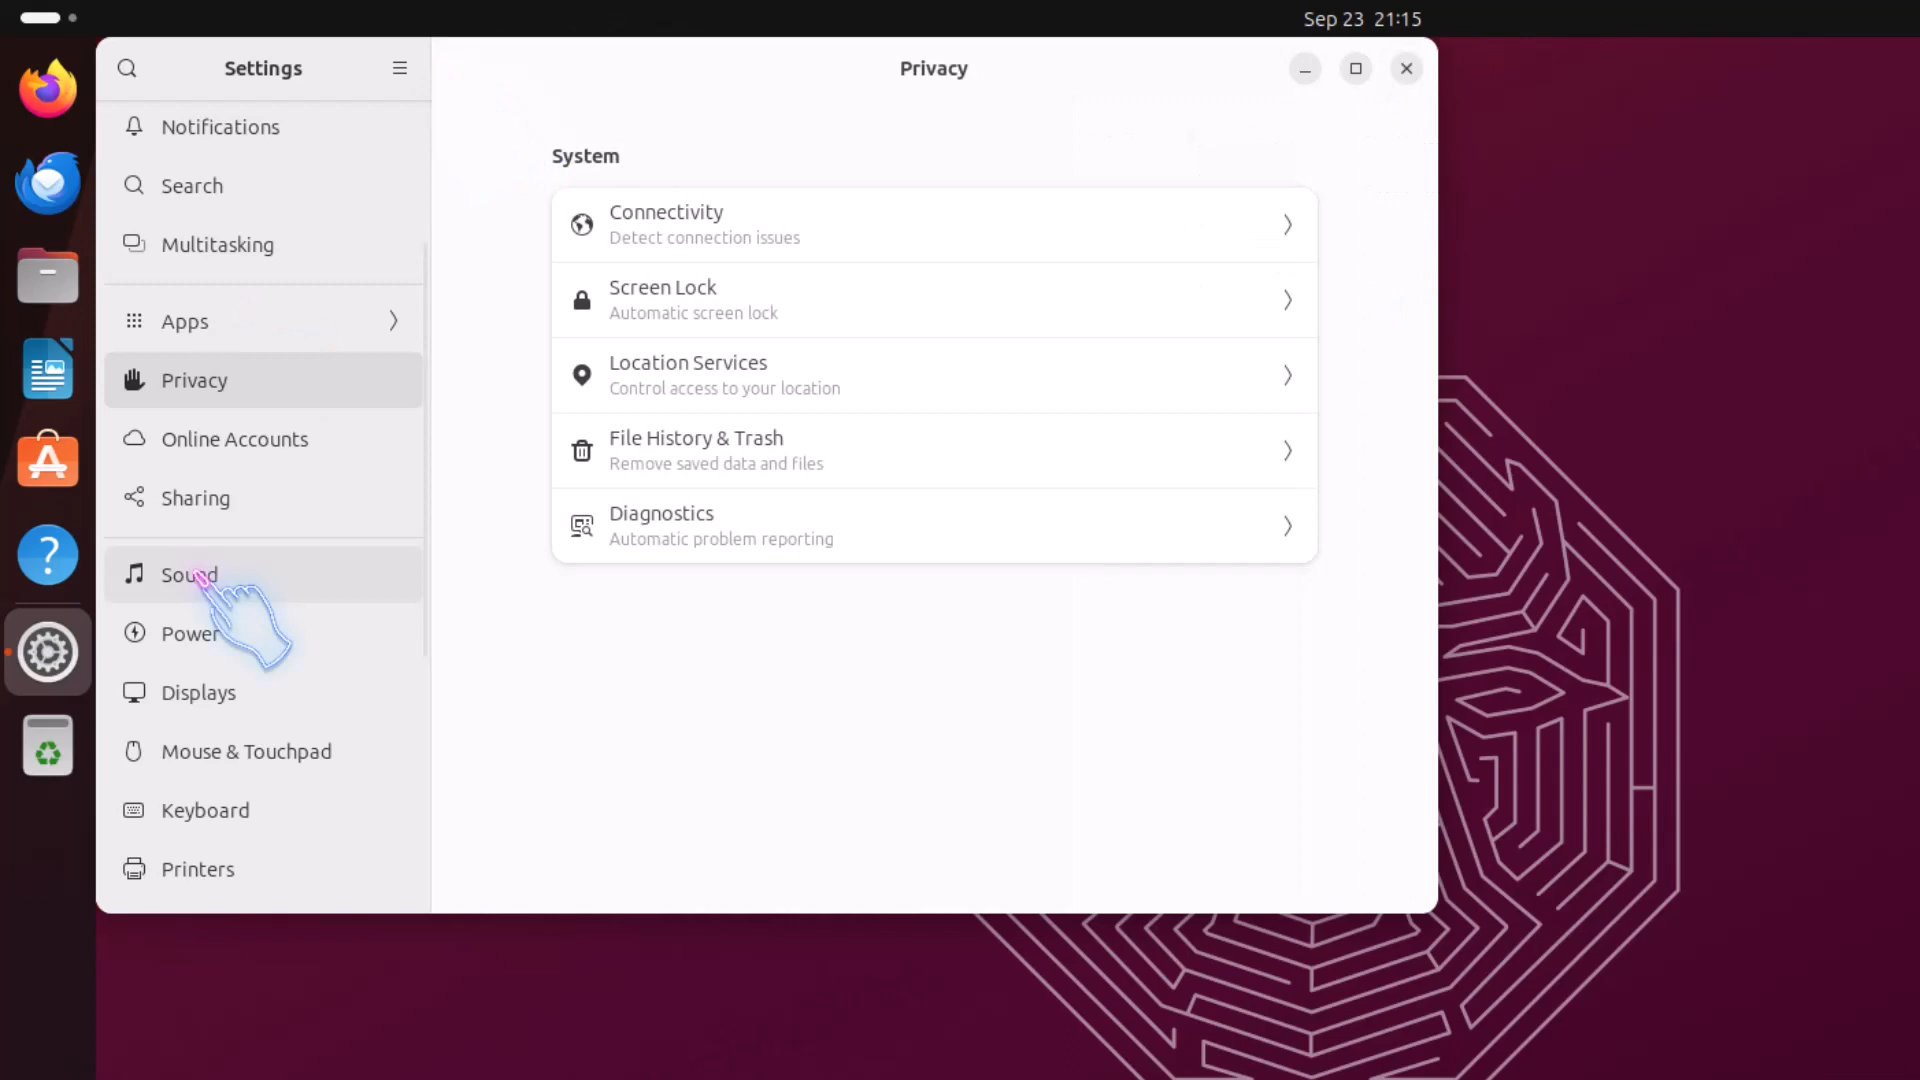 Sep 23 21:15
Settings
Privacy
Notifications
Search
Multitasking
Apps
Privacy
Online Accounts
Sharing
Sound
Power
Displays
Mouse & Touchpad
Keyboard
Printers
System
Connectivity
Detect connection issues
Screen Lock
Automatic screen lock
Location Services
Control access to your location
File History & Trash
Remove saved data and files
Diagnostics
Automatic problem reporting